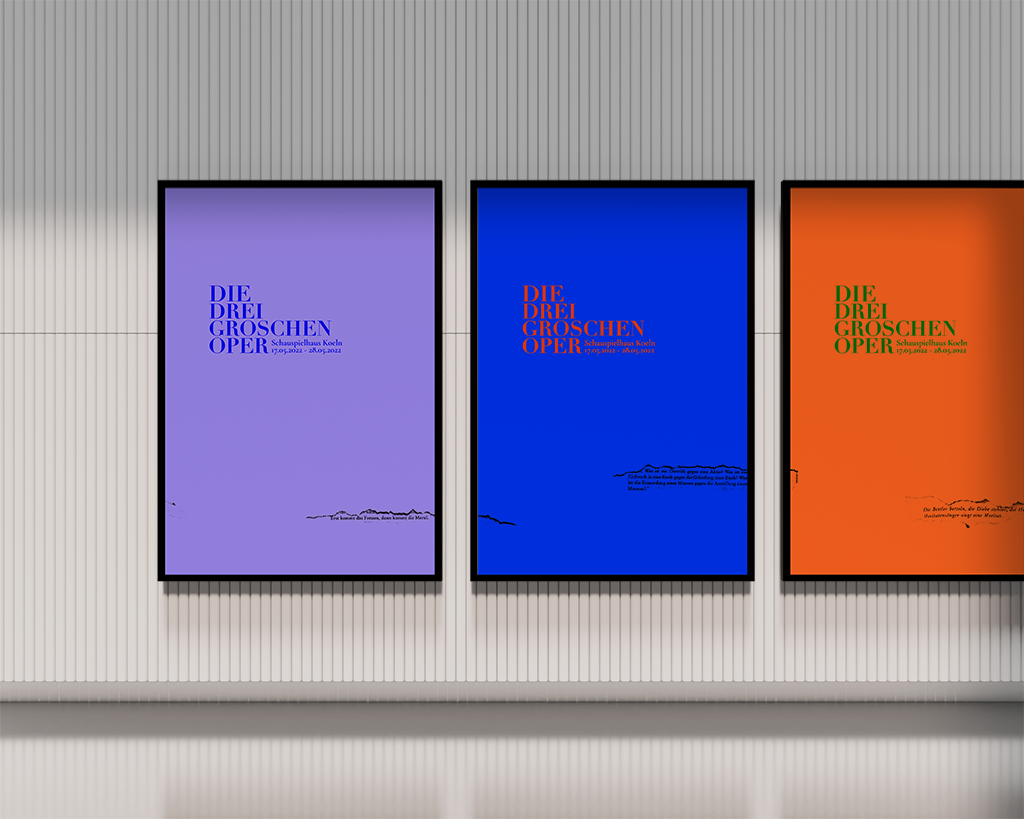 DIE
DREI
GROSCHEN
OPER Schauspielhaus Koeln
17.05.2022 - 28.05.2022
Erst kommt das Fressen, dann kommt die Moral.
DIE
DREI
GROSCHEN
OPER Schauspielhaus Koeln
17.05.2022 - 28.05.2022
Was ist ein Dietrich gegen eine Aktie? Was ist ein
Einbruch in eine Bank gegen die Gründung einer Bank? Was
ist die Ermordung eines Mannes gegen die Anstellung eines
Mannes?
DIE
DREI
GROSCHEN
OPER Schauspielhaus Koeln
17.05.2022 - 28.05.2022
Die Bettler betteln, die Diebe stehlen, die
Moritatensänger singt eine Moritat.